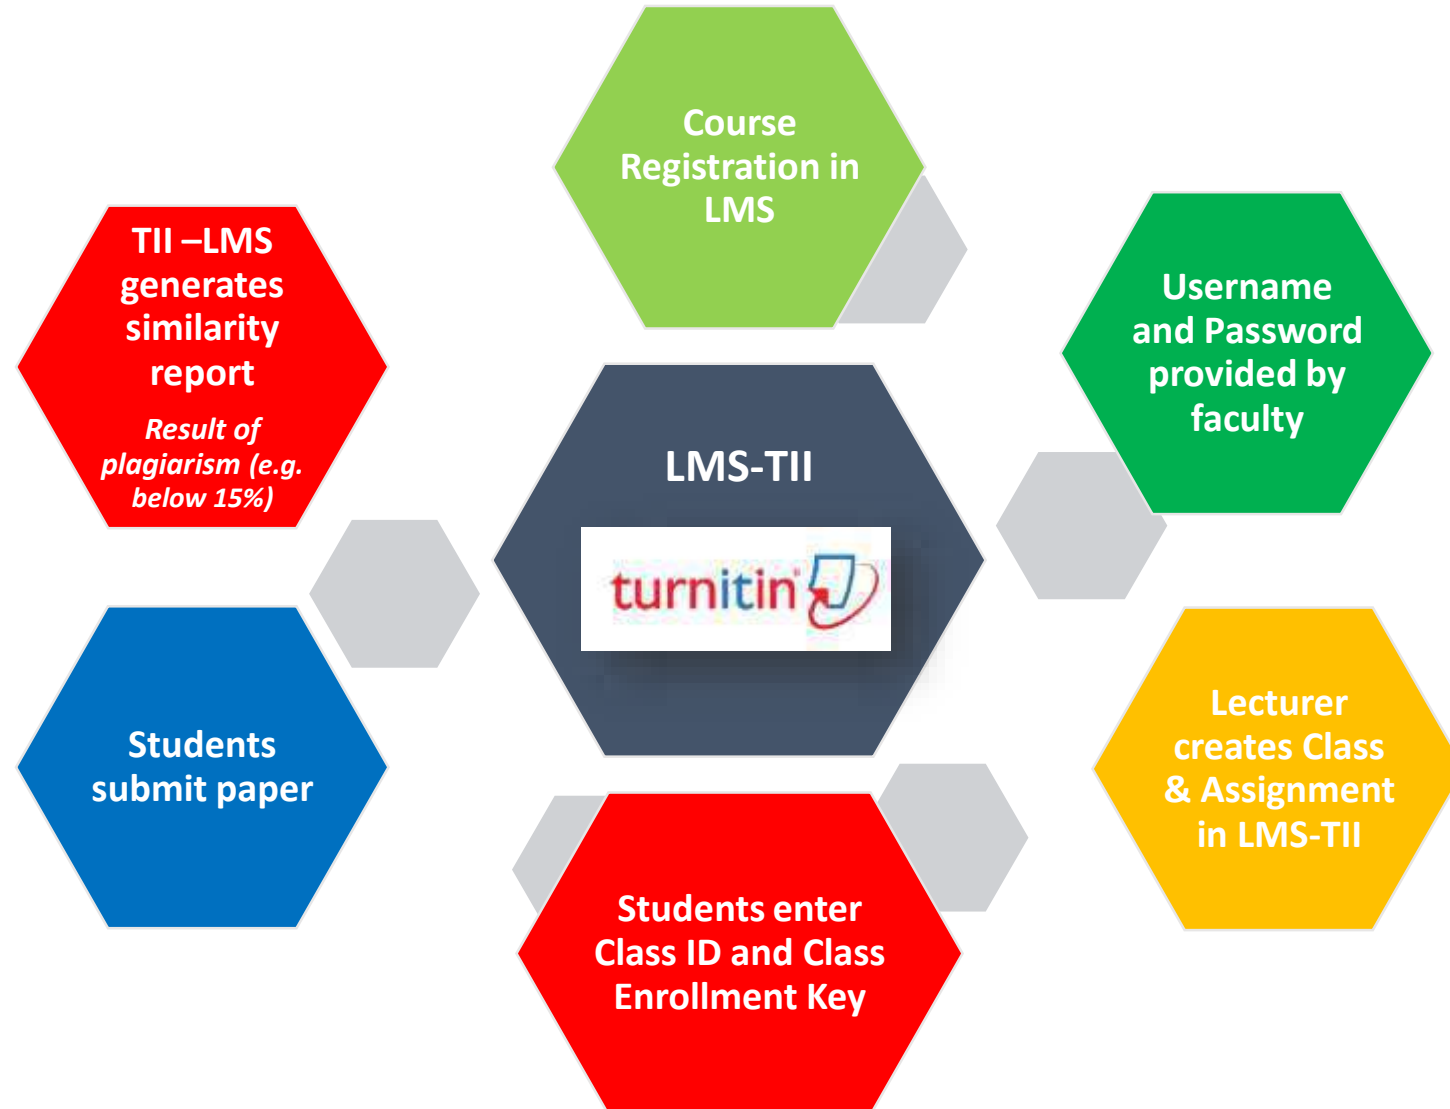 Course
Registration in
LMS
Username
and Password
provided by
faculty
Lecturer
creates Class
& Assignment
in LMS-TII
Students enter
Class ID and Class
Enrollment Key
Students
submit paper
TII –LMS
generates
similarity
report
Result of
plagiarism (e.g.
below 15%)
LMS-TII
turnitin